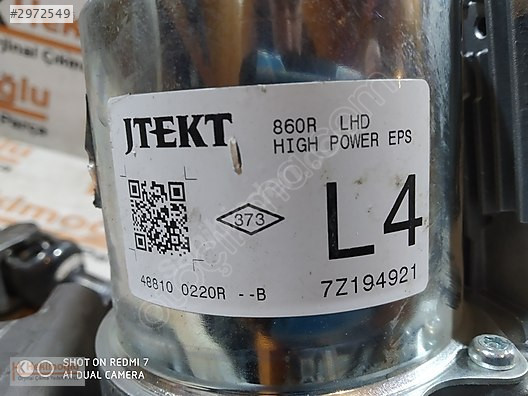 #2972549
JTEKT
860R LHD
HIGH POWER EPS
373
L4
48810 0220R --B
7Z194921
SHOT ON REDMI 7
AI DUAL CAMERA